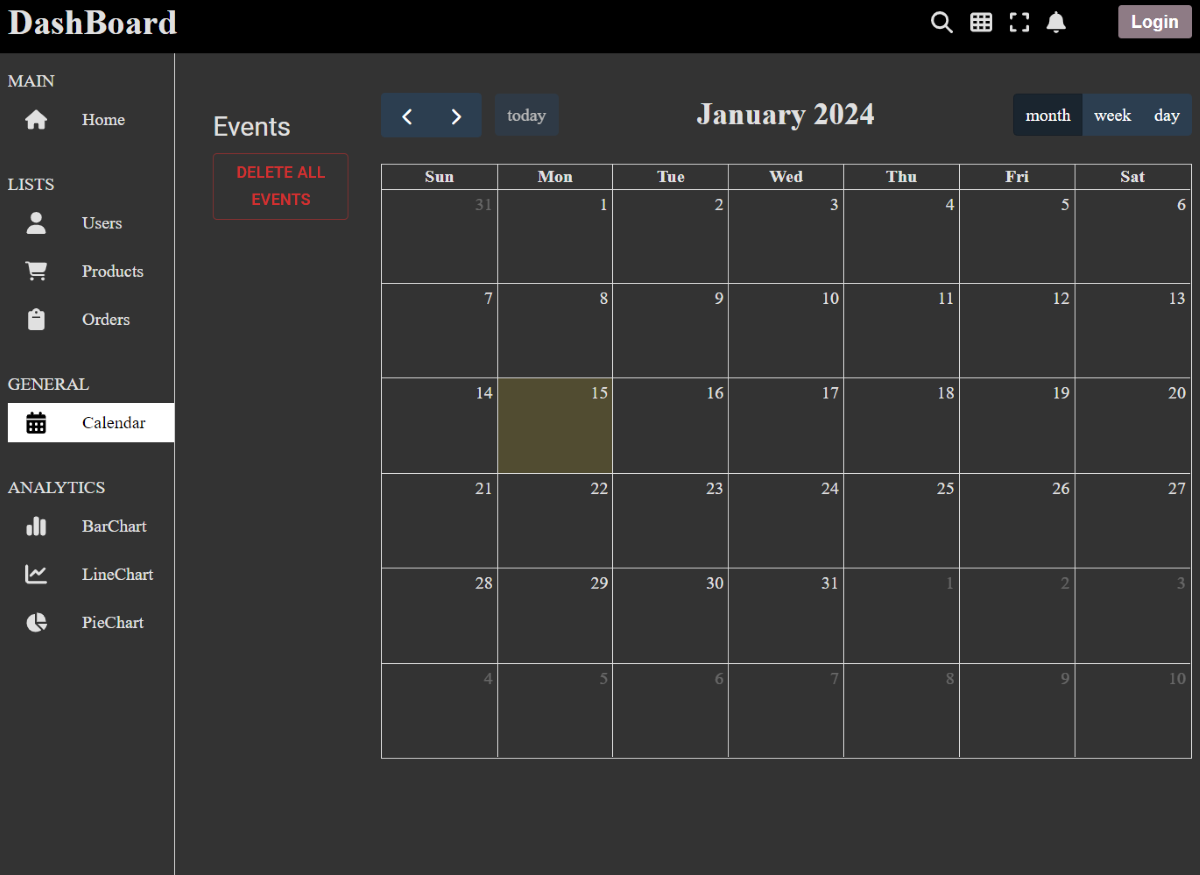 DashBoard
Login
MAIN
Home
LISTS
Users
Products
Orders
GENERAL
Calendar
ANALYTICS
BarChart
LineChart
PieChart
Events
DELETE ALL
EVENTS
today
January 2024
month week day
Sun Mon Tue Wed Thu Fri Sat
31 1 2 3 4 5 6
7 8 9 10 11 12 13
14 15 16 17 18 19 20
21 22 23 24 25 26 27
28 29 30 31 1 2 3
4 5 6 7 8 9 10